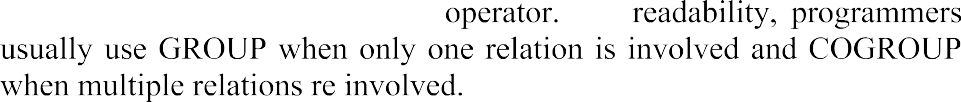 operator. readability, programmers
usually use GROUP when only one relation is involved and COGROUP
when multiple relations re involved.